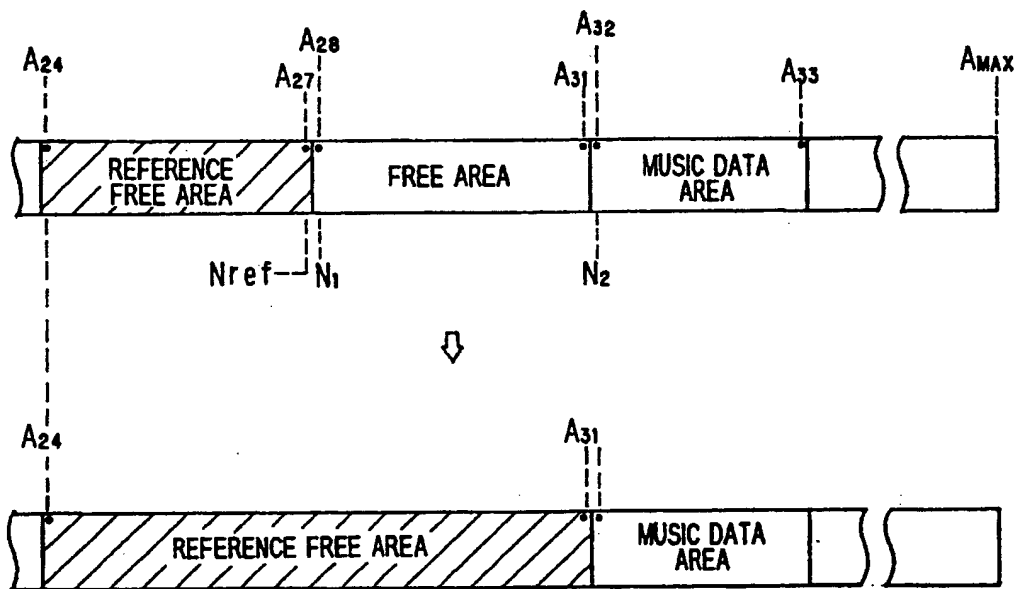 A24 A27 A28 A31 A32 A33 AMAX
REFERENCE
FREE AREA
FREE AREA
MUSIC DATA
AREA
Nref N1 N2
A24 A31
REFERENCE FREE AREA
MUSIC DATA
AREA